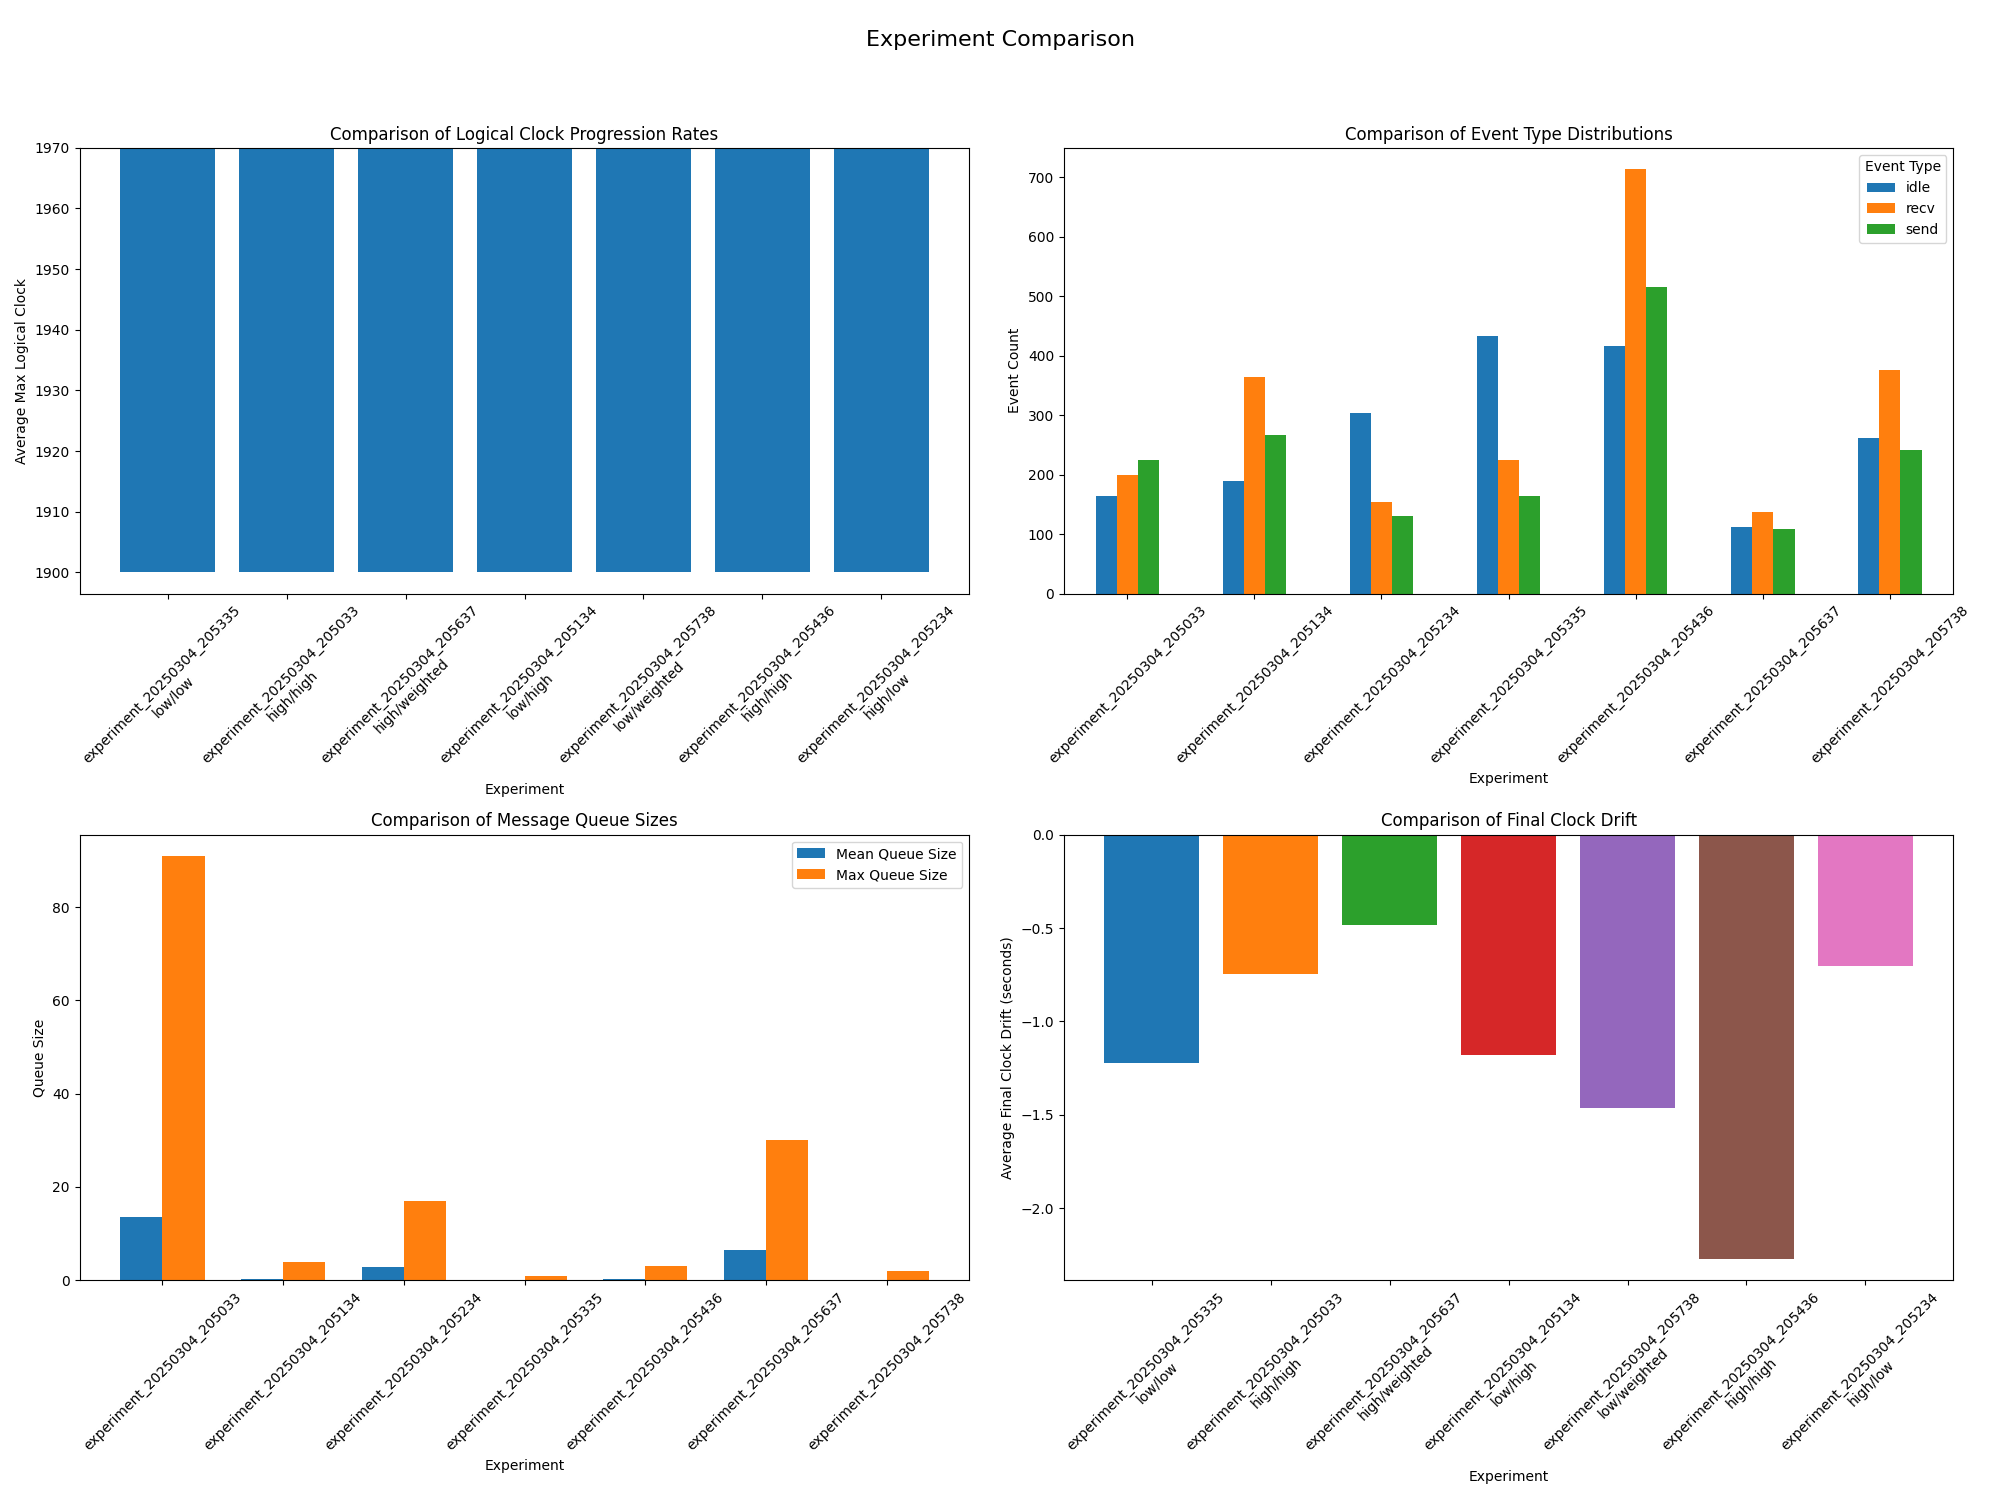 Experiment Comparison
Comparison of Logical Clock Progression Rates
Average Max Logical Clock
1970
1960
1950
1940
1930
1920
1910
1900
experiment_20250304_205335
low/low
experiment_20250304_205033
high/high
experiment_20250304_205637
high/weighted
experiment_20250304_205134
low/high
experiment_20250304_205738
low/weighted
experiment_20250304_205436
high/high
experiment_20250304_205234
high/low
Experiment
Comparison of Event Type Distributions
Event Count
700
600
500
400
300
200
100
0
Event Type
idle
recv
send
experiment_20250304_205033
experiment_20250304_205134
experiment_20250304_205234
experiment_20250304_205335
experiment_20250304_205436
experiment_20250304_205637
experiment_20250304_205738
Experiment
Comparison of Message Queue Sizes
Queue Size
80
60
40
20
0
Mean Queue Size
Max Queue Size
experiment_20250304_205033
experiment_20250304_205134
experiment_20250304_205234
experiment_20250304_205335
experiment_20250304_205436
experiment_20250304_205637
experiment_20250304_205738
Experiment
Comparison of Final Clock Drift
Average Final Clock Drift (seconds)
0.0
−0.5
−1.0
−1.5
−2.0
experiment_20250304_205335
low/low
experiment_20250304_205033
high/high
experiment_20250304_205637
high/weighted
experiment_20250304_205134
low/high
experiment_20250304_205738
low/weighted
experiment_20250304_205436
high/high
experiment_20250304_205234
high/low
Experiment